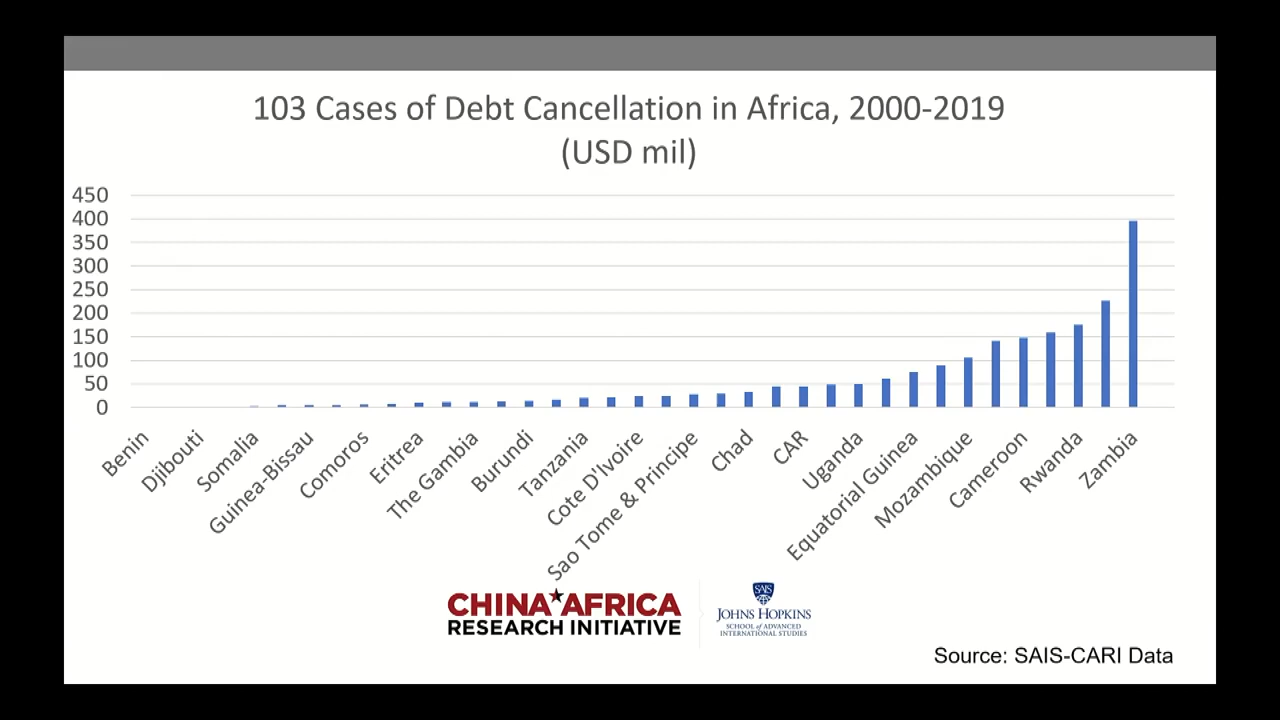 103 Cases of Debt Cancellation in Africa, 2000-2019
(USD mil)
450
400
350
300
250
200
150
100
50
0
Benin
Djibouti
Somalia
Guinea-Bissau
Comoros
Eritrea
The Gambia
Burundi
Tanzania
Cote D'Ivoire
Sao Tome & Principe
Chad
CAR
Uganda
Equatorial Guinea
Mozambique
Cameroon
Rwanda
Zambia
CHINA AFRICA
RESEARCH INITIATIVE
SAIS
JOHNS HOPKINS
SCHOOL of ADVANCED
INTERNATIONAL STUDIES
Source: SAIS-CARI Data